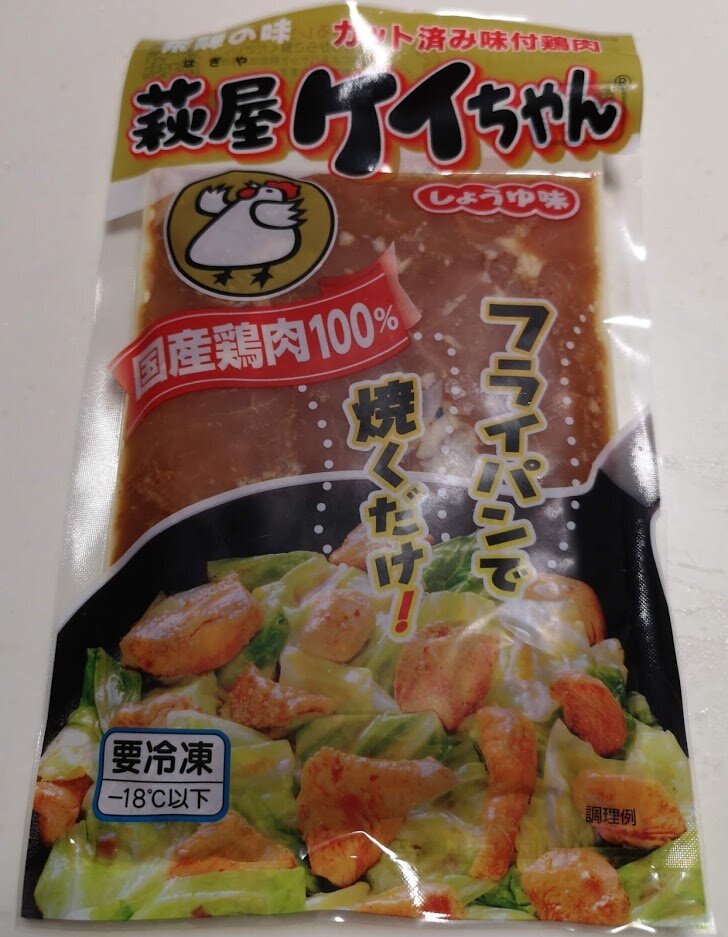 飛騨の味 カット済み味付鶏肉
はぎや
萩屋ケイちゃん®
しょうゆ味
国産鶏肉100%
フライパンで
焼くだけ!
要冷凍
-18℃以下
調理例